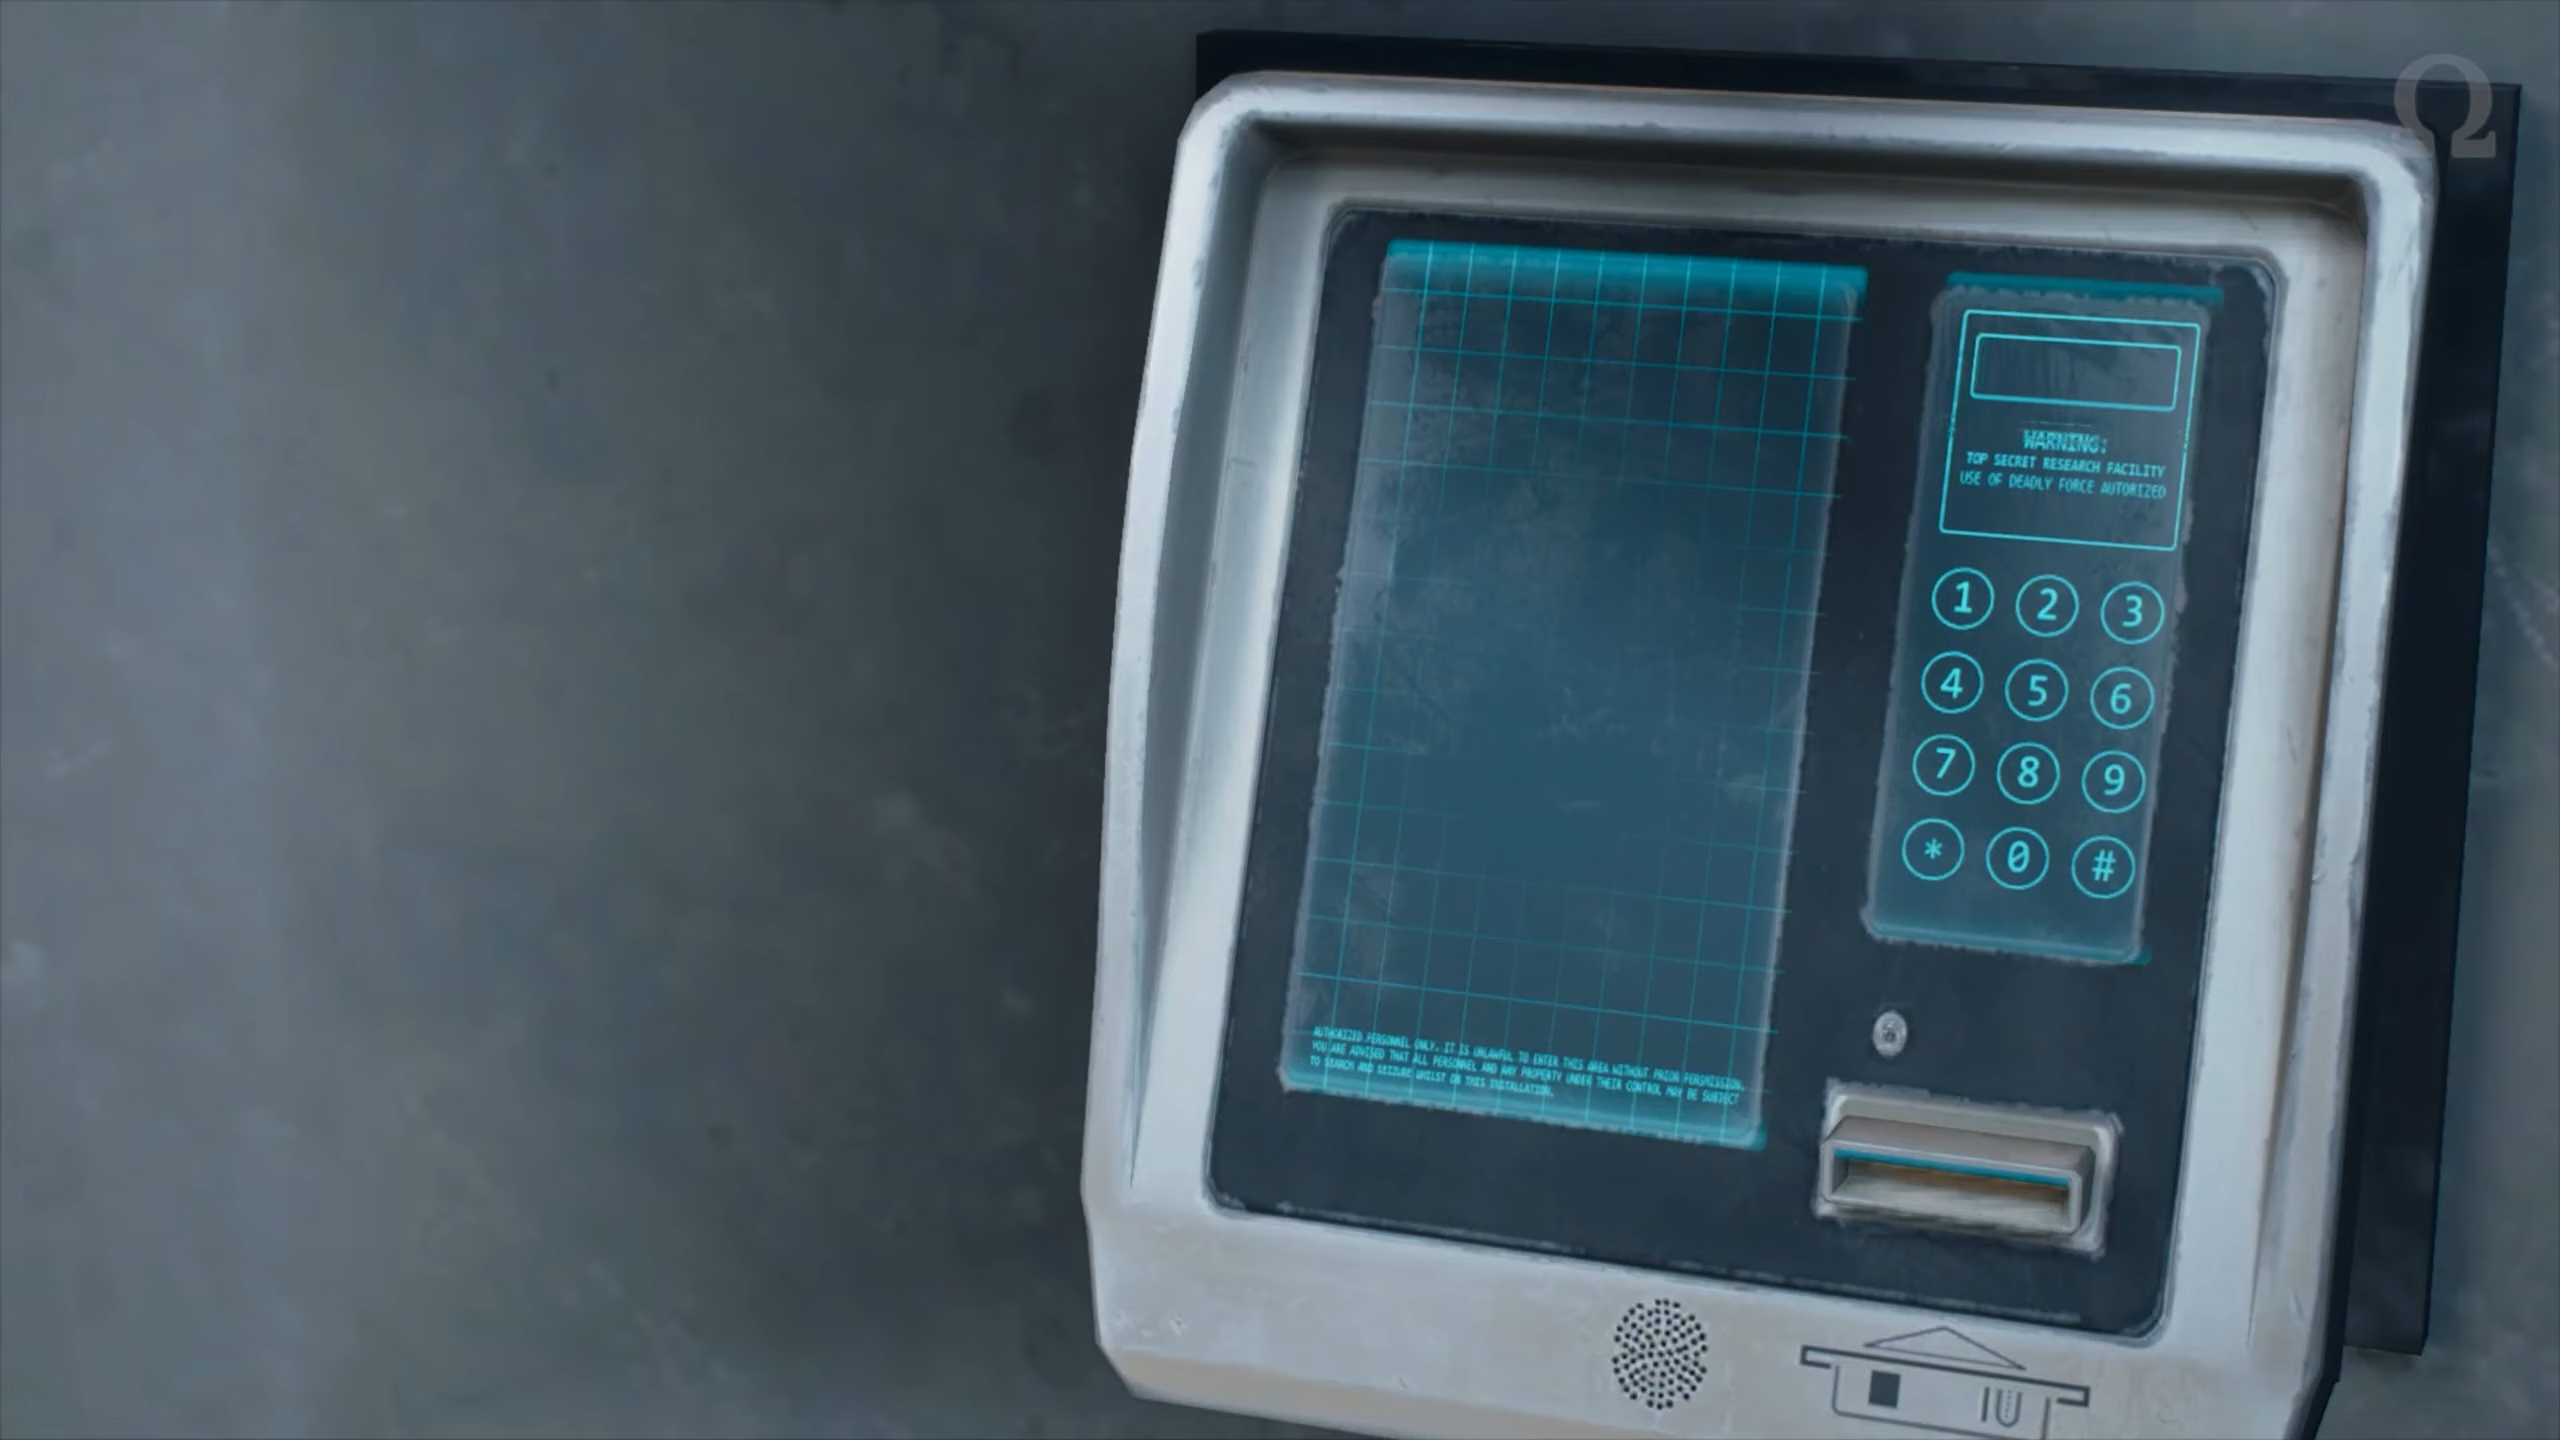 Ω
WARNING:
TOP SECRET RESEARCH FACILITY
USE OF DEADLY FORCE AUTORIZED
1 2 3
4 5 6
7 8 9
* 0 #
AUTHORIZED PERSONNEL ONLY. IT IS UNLAWFUL TO ENTER THIS AREA WITHOUT PRIOR PERSMISSION.
YOU ARE ADVISED THAT ALL PERSONNEL AND ANY PROPERTY UNDER THEIR CONTROL MAY BE SUBJECT
TO SEARCH AND SEIZURE WHILST ON THIS INSTALLATION.